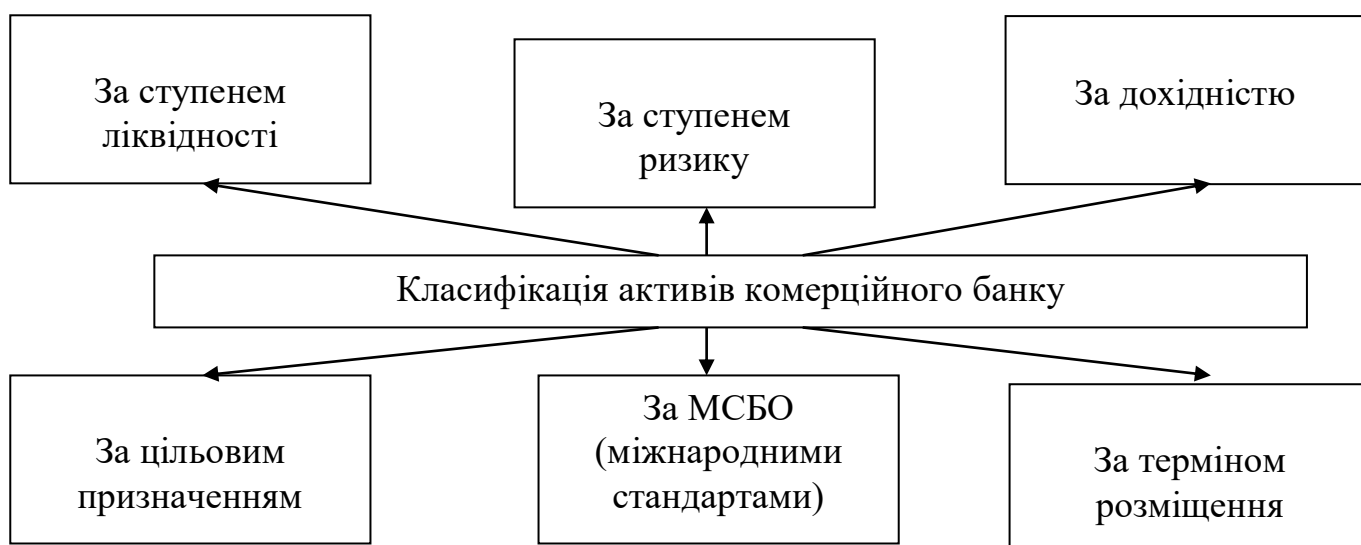 За ступенем
ліквідності
За ступенем
ризику
За дохідністю
Класифікація активів комерційного банку
За цільовим
призначенням
За МСБО
(міжнародними
стандартами)
За терміном
розміщення